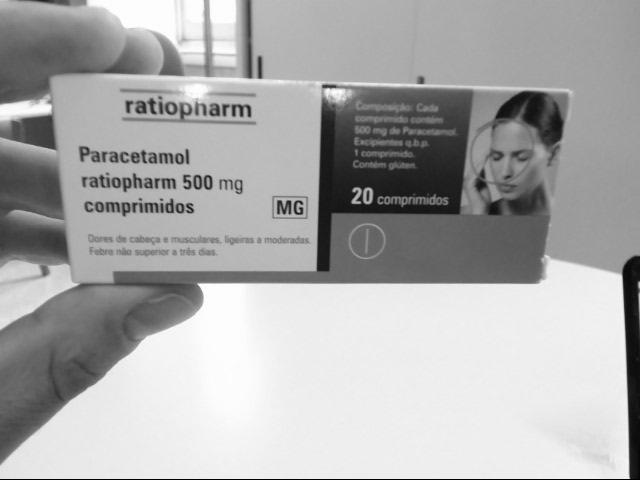 ratiopharm
Paracetamol
ratiopharm 500 mg
comprimidos
MG
Dores de cabeça e musculares, ligeiras a moderadas.
Febre não superior a três dias.
Composição: Cada
comprimido contém
500 mg de Paracetamol.
Excipientes q.b.p.
1 comprimido.
Contém glúten.
20 comprimidos